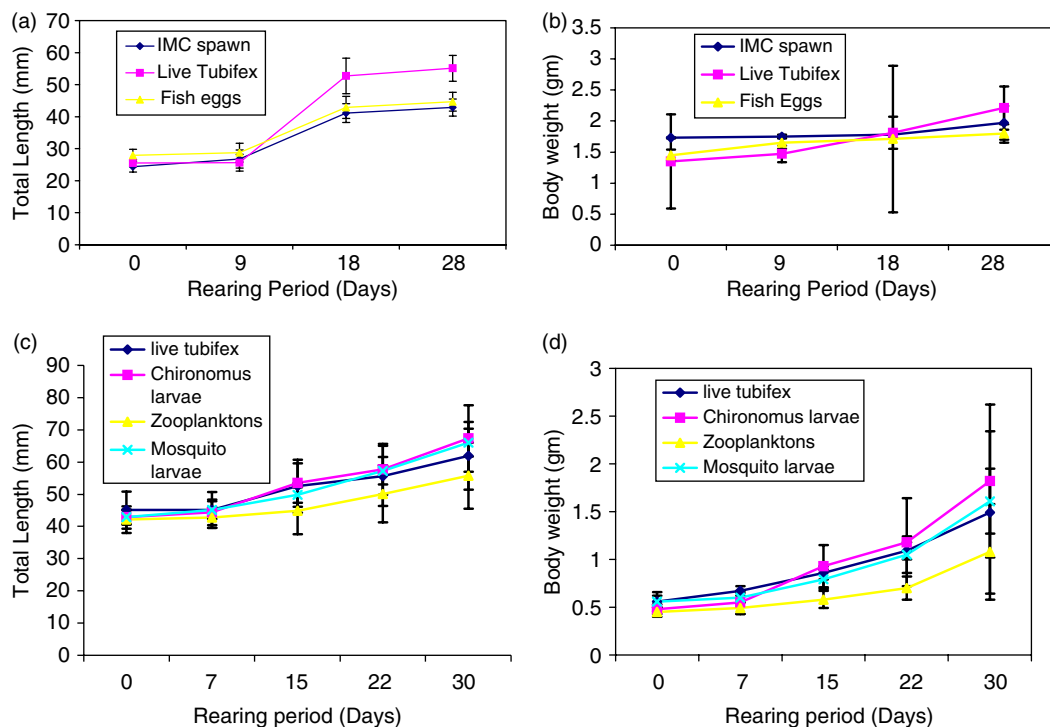 (a)
70
60
50
40
30
20
10
0
Total Length (mm)
IMC spawn
Live Tubifex
Fish eggs
0 9 18 28
Rearing Period (Days)
(b)
3.5
3
2.5
2
1.5
1
0.5
0
Body weight (gm)
IMC spawn
Live Tubifex
Fish Eggs
0 9 18 28
Rearing Period (Days)
(c)
90
80
70
60
50
40
30
20
10
0
Total Length (mm)
live tubifex
Chironomus
larvae
Zooplanktons
Mosquito
larvae
0 7 15 22 30
Rearing period (Days)
(d)
3
2.5
2
1.5
1
0.5
0
Body weight (gm)
live tubifex
Chironomus larvae
Zooplanktons
Mosquito larvae
0 7 15 22 30
Rearing period (Days)